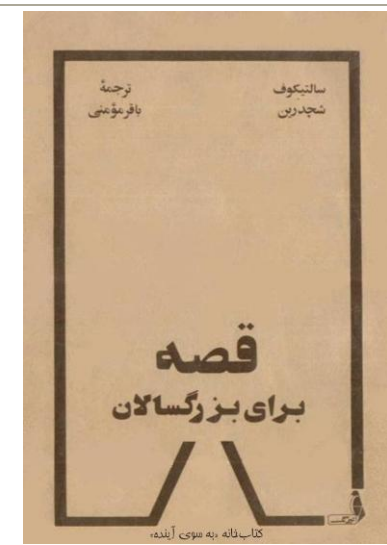 سالتیکوف
شچدرین
ترجمهٔ
باقر مؤمنی
قصه
برای بزرگسالان
کتاب‌خانه «به سوی آینده»